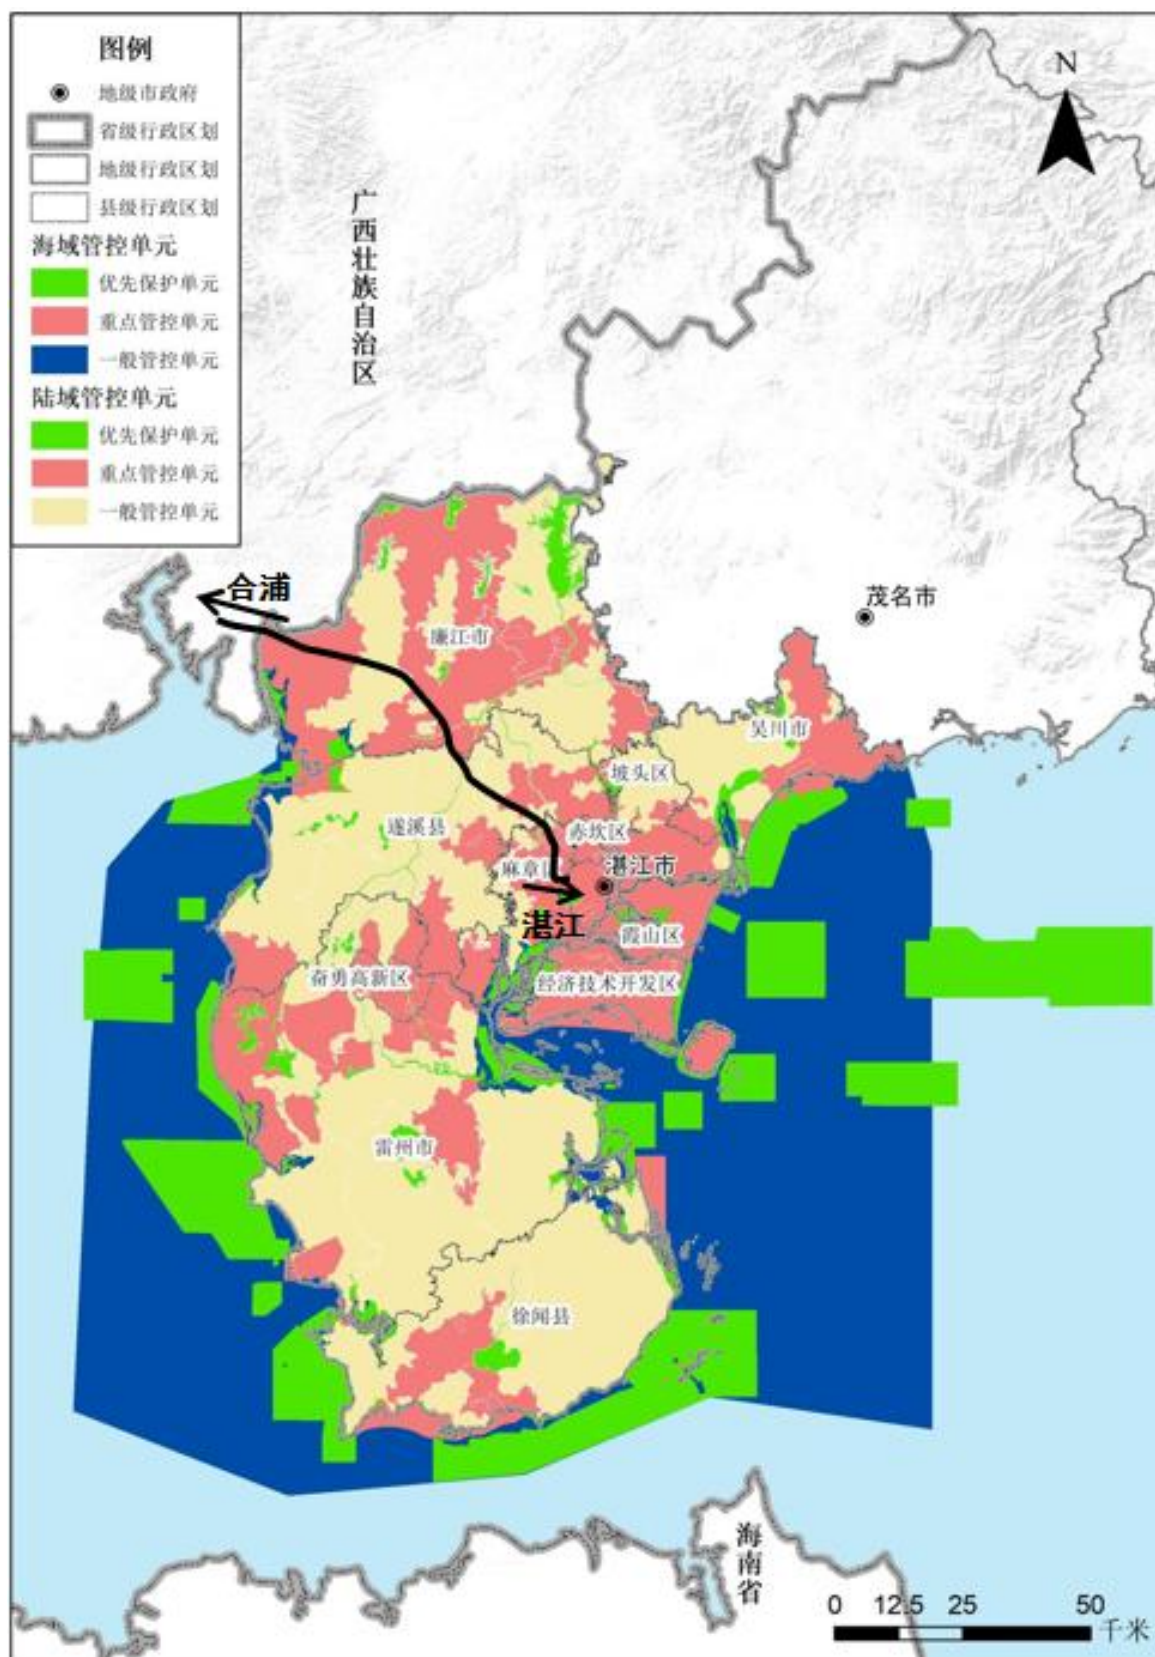 图例
地级市政府
省级行政区划
地级行政区划
县级行政区划
海域管控单元
优先保护单元
重点管控单元
一般管控单元
陆域管控单元
优先保护单元
重点管控单元
一般管控单元
N
广西壮族自治区
合浦
茂名市
廉江市
吴川市
坡头区
遂溪县
赤坎区
麻章区
湛江市
湛江
霞山区
奋勇高新区
经济技术开发区
雷州市
徐闻县
海南省
0 12.5 25 50
千米